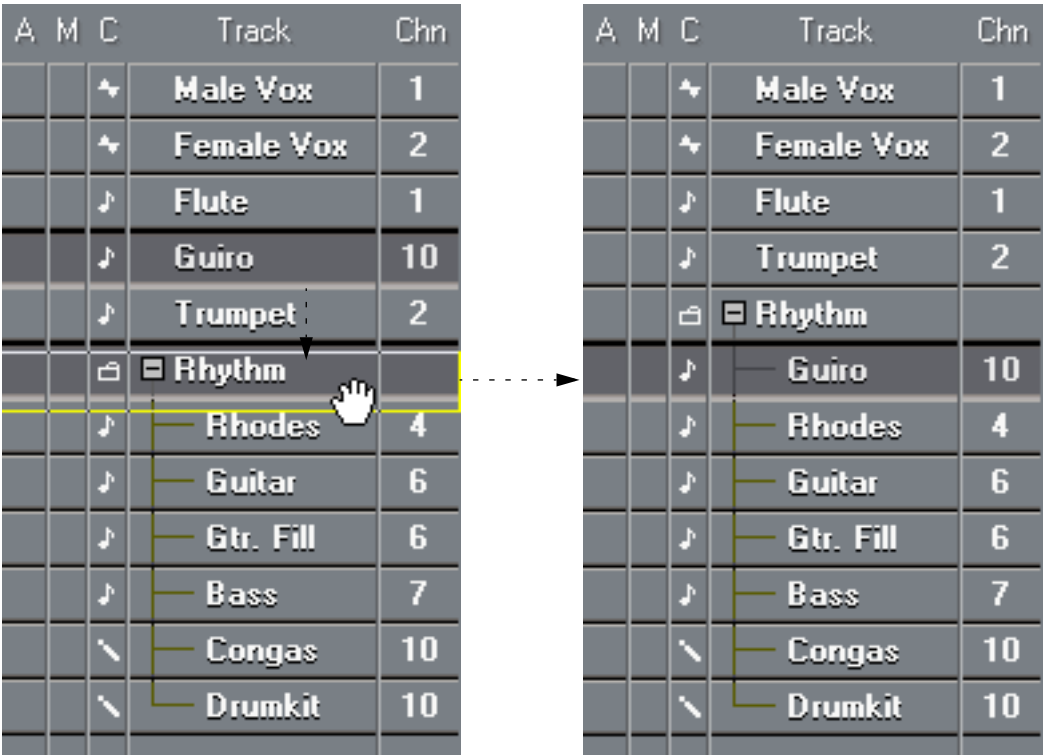 A M C Track Chn
Male Vox 1
Female Vox 2
Flute 1
Guiro 10
Trumpet 2
Rhythm
Rhodes 4
Guitar 6
Gtr. Fill 6
Bass 7
Congas 10
Drumkit 10
A M C Track Chn
Male Vox 1
Female Vox 2
Flute 1
Trumpet 2
Rhythm
Guiro 10
Rhodes 4
Guitar 6
Gtr. Fill 6
Bass 7
Congas 10
Drumkit 10